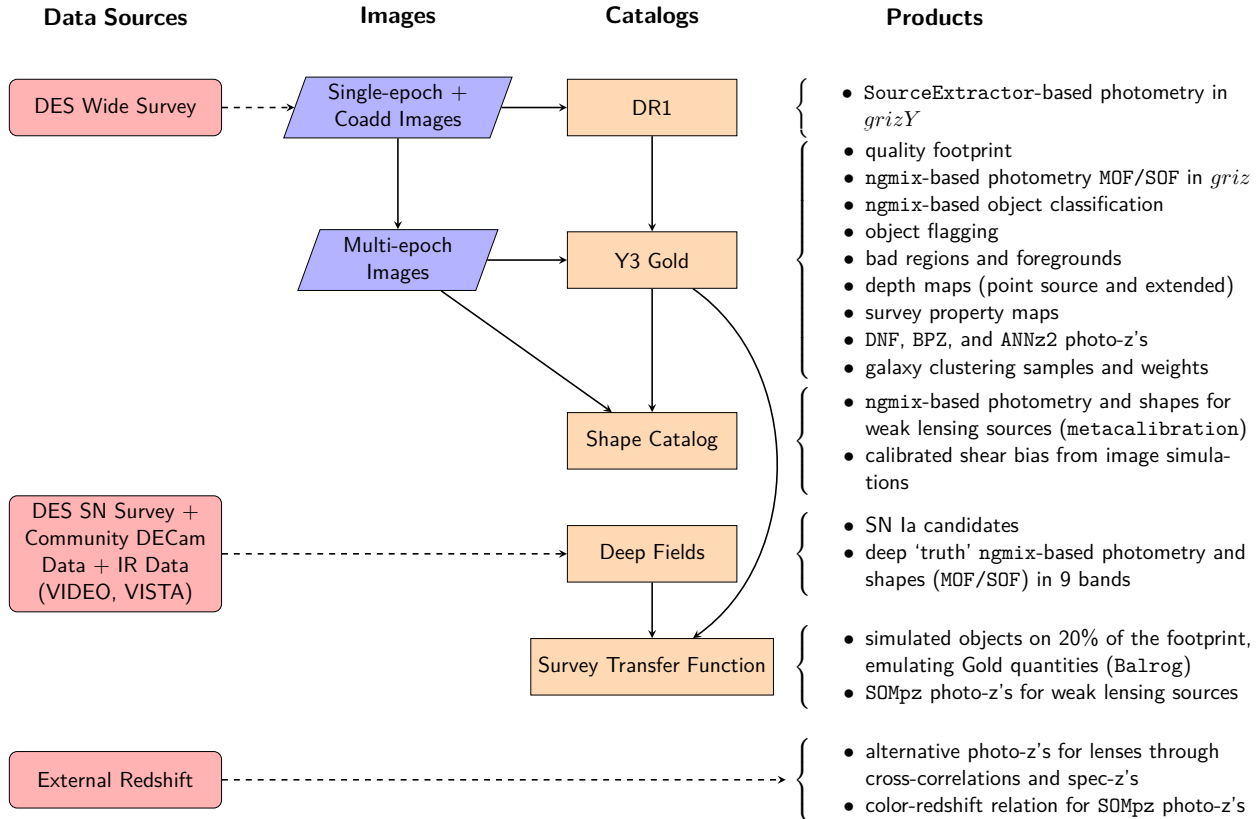 Data Sources
Images
Catalogs
Products
DES Wide Survey
Single-epoch +
Coadd Images
DR1
• SourceExtractor-based photometry in
grizY
• quality footprint
• ngmix-based photometry MOF/SOF in griz
• ngmix-based object classification
• object flagging
• bad regions and foregrounds
• depth maps (point source and extended)
• survey property maps
• DNF, BPZ, and ANNz2 photo-z's
• galaxy clustering samples and weights
Multi-epoch
Images
Y3 Gold
Shape Catalog
• ngmix-based photometry and shapes for
weak lensing sources (metacalibration)
• calibrated shear bias from image simula-
tions
DES SN Survey +
Community DECam
Data + IR Data
(VIDEO, VISTA)
Deep Fields
• SN Ia candidates
• deep ‘truth’ ngmix-based photometry and
shapes (MOF/SOF) in 9 bands
Survey Transfer Function
• simulated objects on 20% of the footprint,
emulating Gold quantities (Balrog)
• SOMpz photo-z's for weak lensing sources
External Redshift
• alternative photo-z's for lenses through
cross-correlations and spec-z's
• color-redshift relation for SOMpz photo-z's